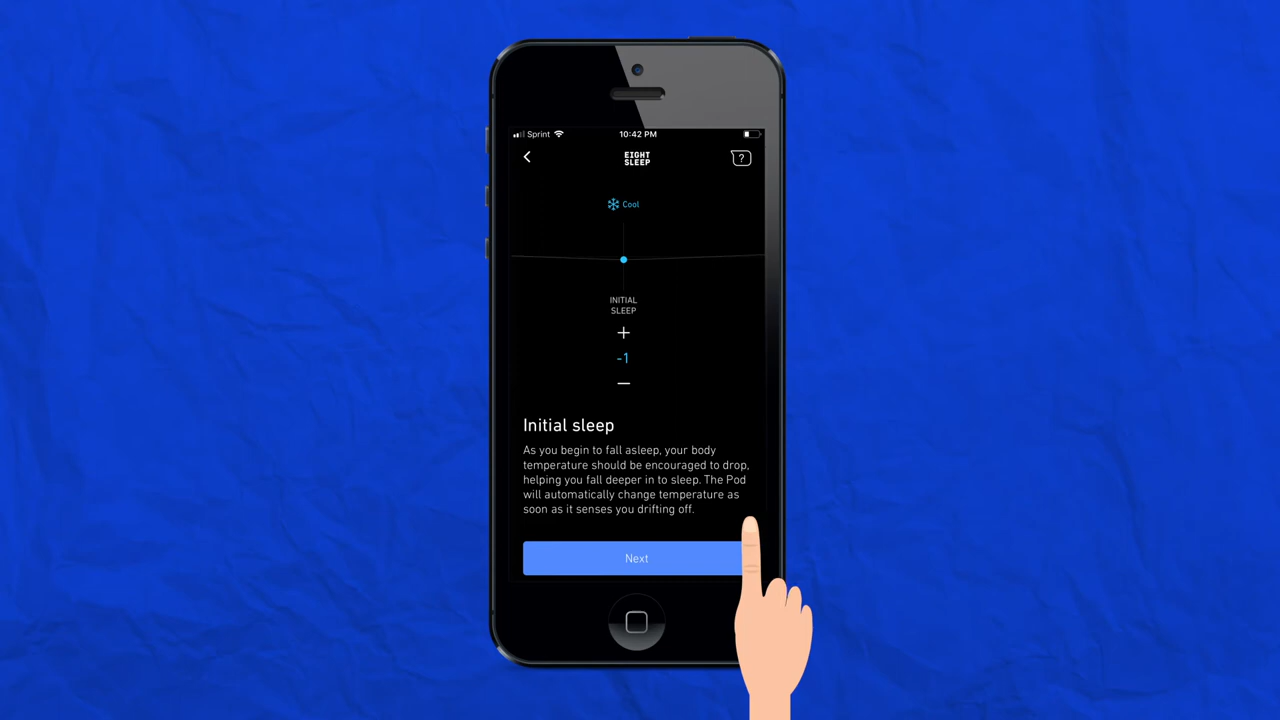 Sprint 10:42 PM
EIGHT
SLEEP
?
Cool
INITIAL
SLEEP
+
-1
—
Initial sleep
As you begin to fall asleep, your body
temperature should be encouraged to drop,
helping you fall deeper in to sleep. The Pod
will automatically change temperature as
soon as it senses you drifting off.
Next